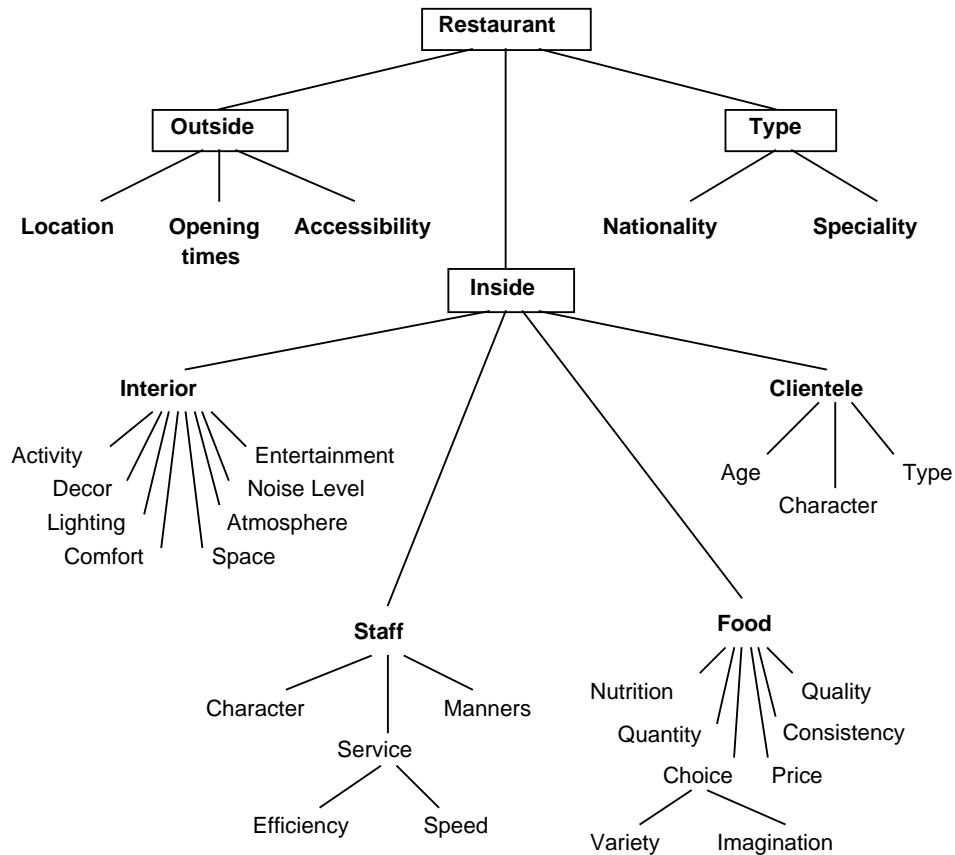 Restaurant
Outside
Type
Location
Opening
times
Accessibility
Nationality
Speciality
Inside
Interior
Clientele
Activity
Entertainment
Decor
Noise Level
Lighting
Atmosphere
Comfort
Space
Age
Type
Character
Staff
Food
Character
Manners
Service
Efficiency
Speed
Nutrition
Quality
Quantity
Consistency
Choice
Price
Variety
Imagination